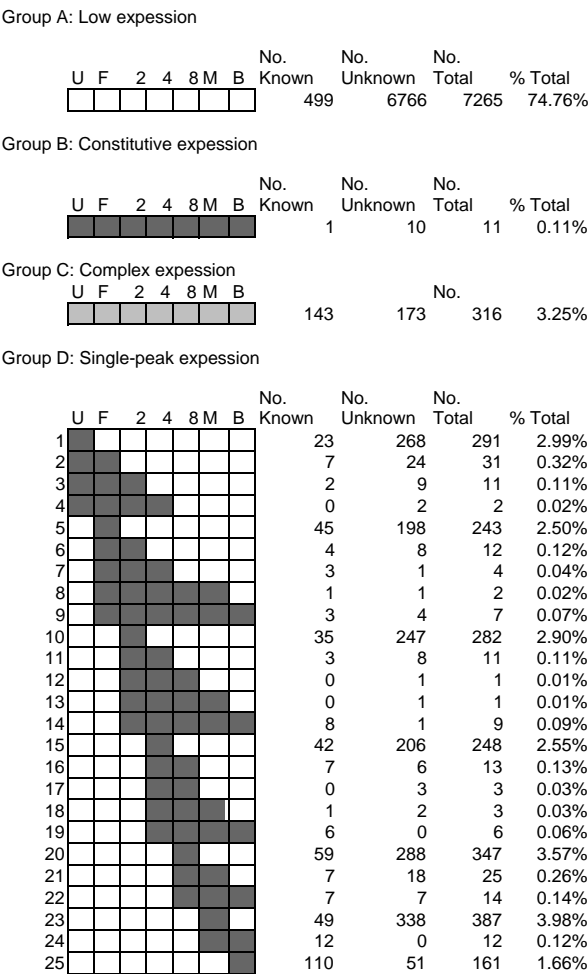 Group A: Low expession
No. No. No.
U F 2 4 8 M B Known Unknown Total % Total
499 6766 7265 74.76%
Group B: Constitutive expession
No. No. No.
U F 2 4 8 M B Known Unknown Total % Total
1 10 11 0.11%
Group C: Complex expession
U F 2 4 8 M B No.
143 173 316 3.25%
Group D: Single-peak expession
No. No. No.
U F 2 4 8 M B Known Unknown Total % Total
1 23 268 291 2.99%
2 7 24 31 0.32%
3 2 9 11 0.11%
4 0 2 2 0.02%
5 45 198 243 2.50%
6 4 8 12 0.12%
7 3 1 4 0.04%
8 1 1 2 0.02%
9 3 4 7 0.07%
10 35 247 282 2.90%
11 3 8 11 0.11%
12 0 1 1 0.01%
13 0 1 1 0.01%
14 8 1 9 0.09%
15 42 206 248 2.55%
16 7 6 13 0.13%
17 0 3 3 0.03%
18 1 2 3 0.03%
19 6 0 6 0.06%
20 59 288 347 3.57%
21 7 18 25 0.26%
22 7 7 14 0.14%
23 49 338 387 3.98%
24 12 0 12 0.12%
25 110 51 161 1.66%